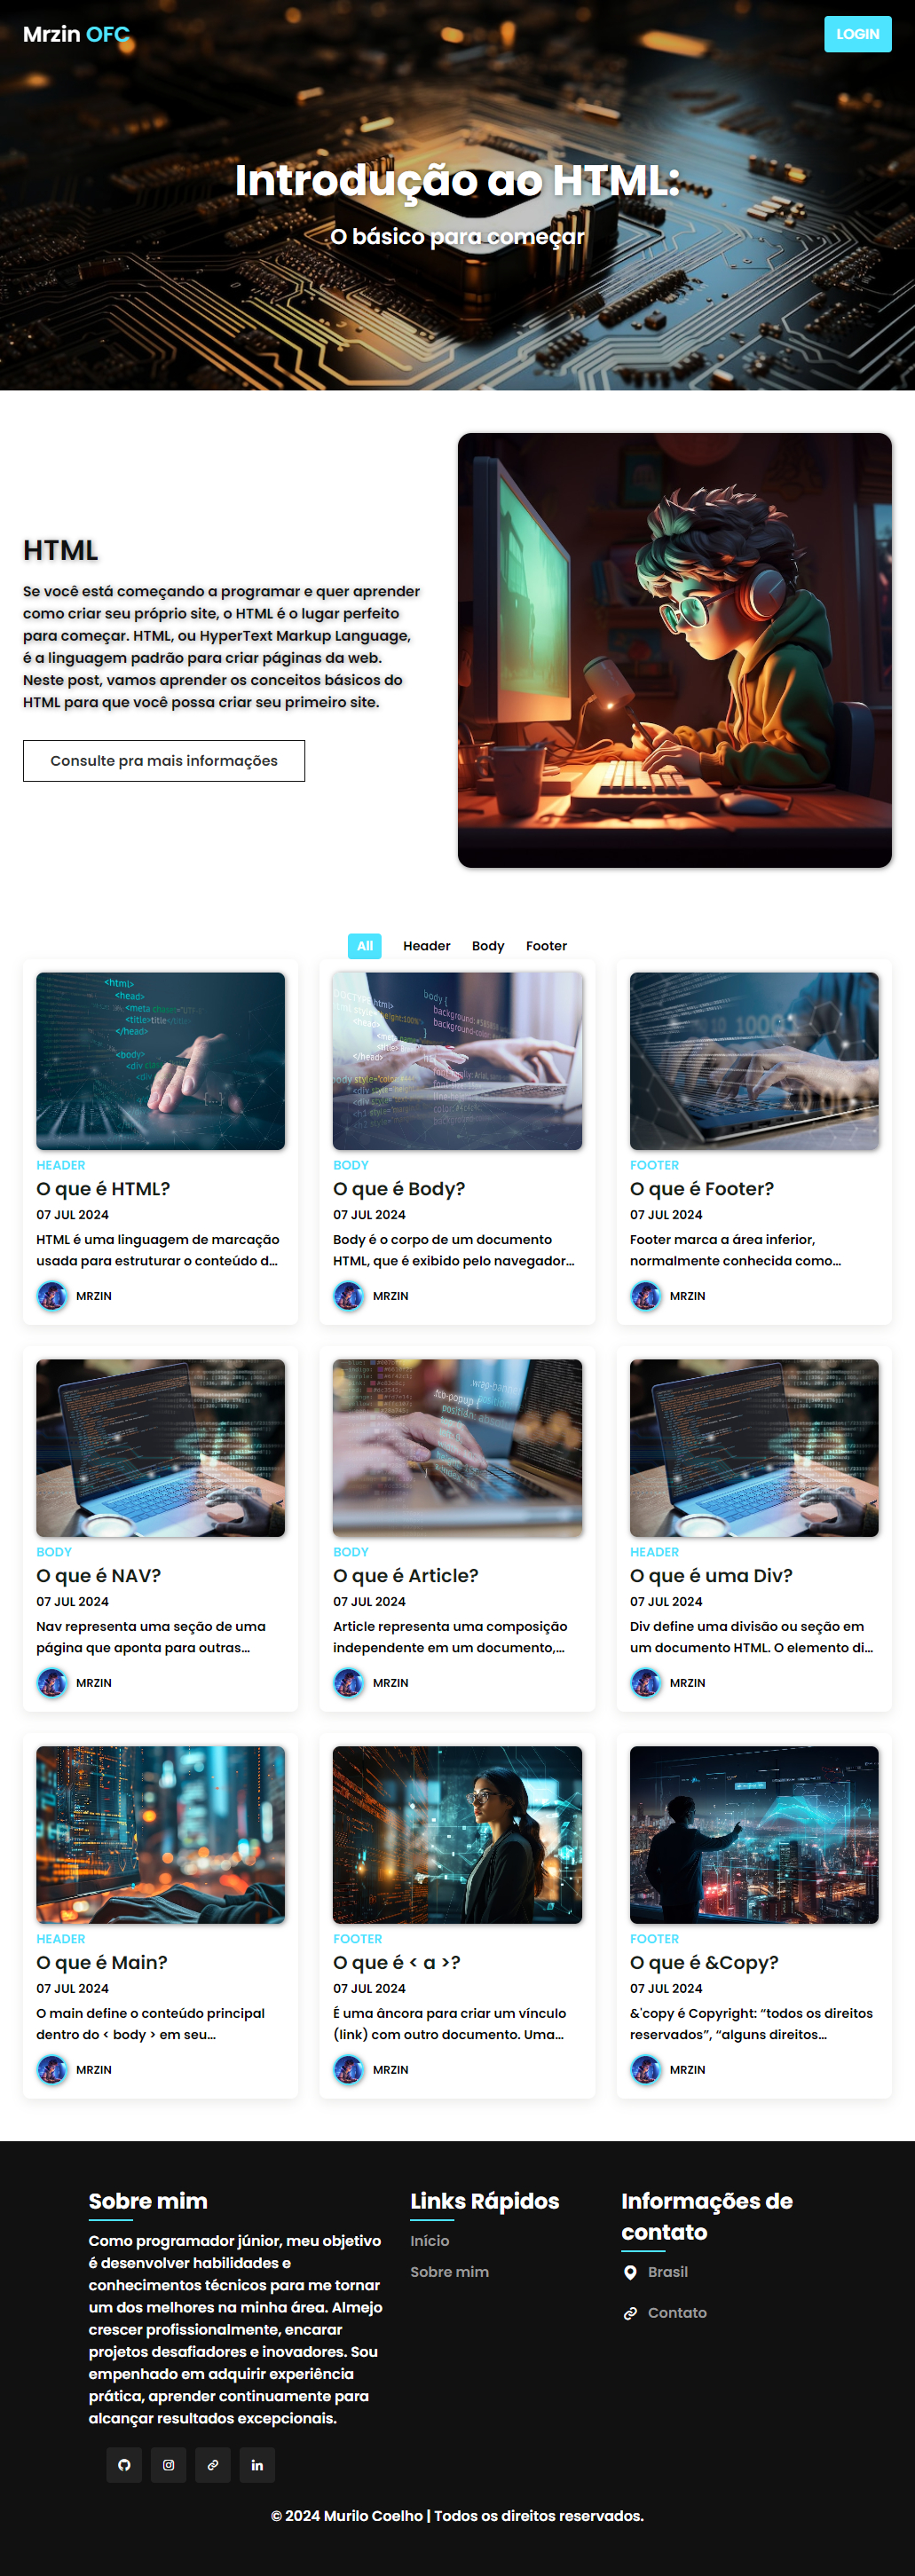 Mrzin OFC
LOGIN
Introdução ao HTML:
O básico para começar
HTML
Se você está começando a programar e quer aprender
como criar seu próprio site, o HTML é o lugar perfeito
para começar. HTML, ou HyperText Markup Language,
é a linguagem padrão para criar páginas da web.
Neste post, vamos aprender os conceitos básicos do
HTML para que você possa criar seu primeiro site.
Consulte pra mais informações
All Header Body Footer
<html>
<head>
<title>title
</head>
<body>
<div
HEADER
O que é HTML?
07 JUL 2024
HTML é uma linguagem de marcação
usada para estruturar o conteúdo d...
MRZIN
body {
</head>
BODY
O que é Body?
07 JUL 2024
Body é o corpo de um documento
HTML, que é exibido pelo navegador...
MRZIN
FOOTER
O que é Footer?
07 JUL 2024
Footer marca a área inferior,
normalmente conhecida como...
MRZIN
BODY
O que é NAV?
07 JUL 2024
Nav representa uma seção de uma
página que aponta para outras...
MRZIN
BODY
O que é Article?
07 JUL 2024
Article representa uma composição
independente em um documento,...
MRZIN
HEADER
O que é uma Div?
07 JUL 2024
Div define uma divisão ou seção em
um documento HTML. O elemento di...
MRZIN
HEADER
O que é Main?
07 JUL 2024
O main define o conteúdo principal
dentro do < body > em seu...
MRZIN
FOOTER
O que é < a >?
07 JUL 2024
É uma âncora para criar um vínculo
(link) com outro documento. Uma...
MRZIN
FOOTER
O que é &Copy?
07 JUL 2024
&'copy é Copyright: “todos os direitos
reservados”, “alguns direitos...
MRZIN
Sobre mim
Como programador júnior, meu objetivo
é desenvolver habilidades e
conhecimentos técnicos para me tornar
um dos melhores na minha área. Almejo
crescer profissionalmente, encarar
projetos desafiadores e inovadores. Sou
empenhado em adquirir experiência
prática, aprender continuamente para
alcançar resultados excepcionais.
Links Rápidos
Início
Sobre mim
Informações de
contato
Brasil
Contato
© 2024 Murilo Coelho | Todos os direitos reservados.